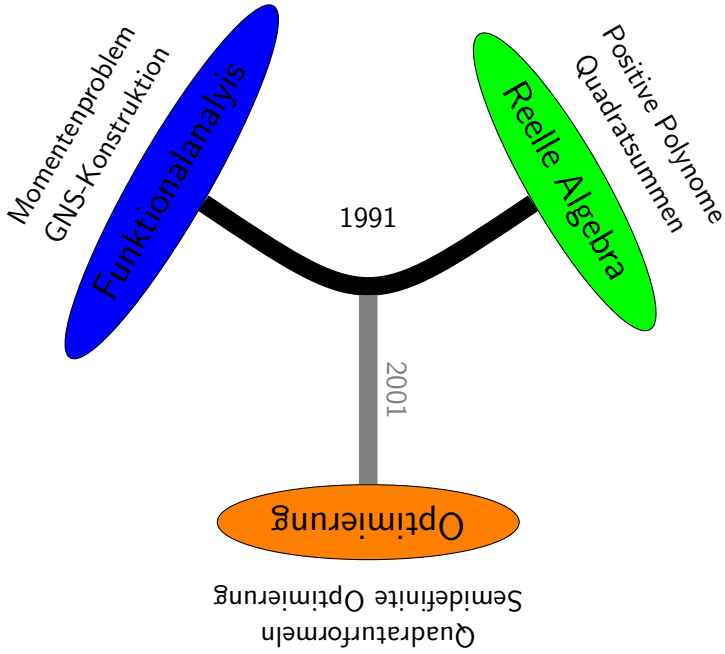 Momentenproblem
GNS-Konstruktion
Funktionalanalyis
Positive Polynome
Quadratsummen
Reelle Algebra
1991
2001
Optimierung
Semidefinite Optimierung
Quadraturformeln